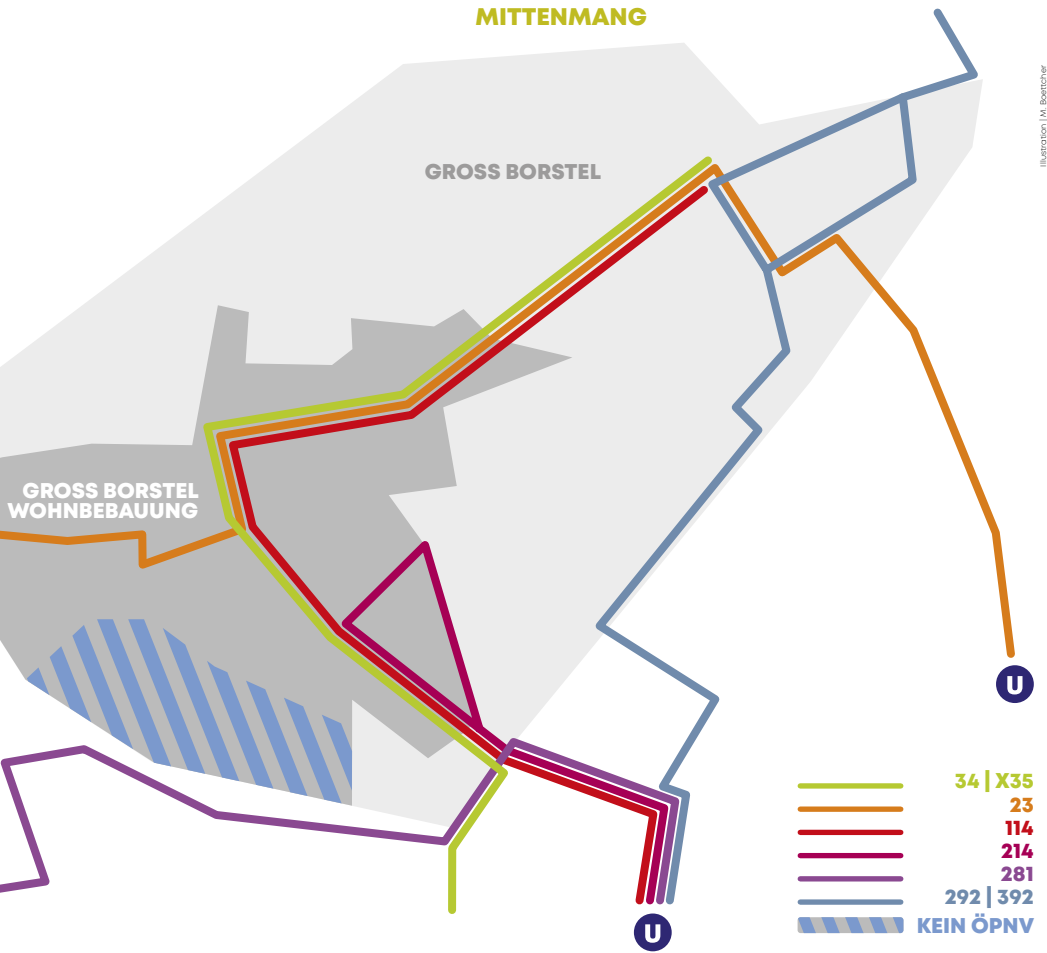 MITTENMANG
Illustration | M. Boettcher
GROSS BORSTEL
GROSS BORSTEL
WOHNBEBAUUNG
U
U
34 | X35
23
114
214
281
292 | 392
KEIN ÖPNV